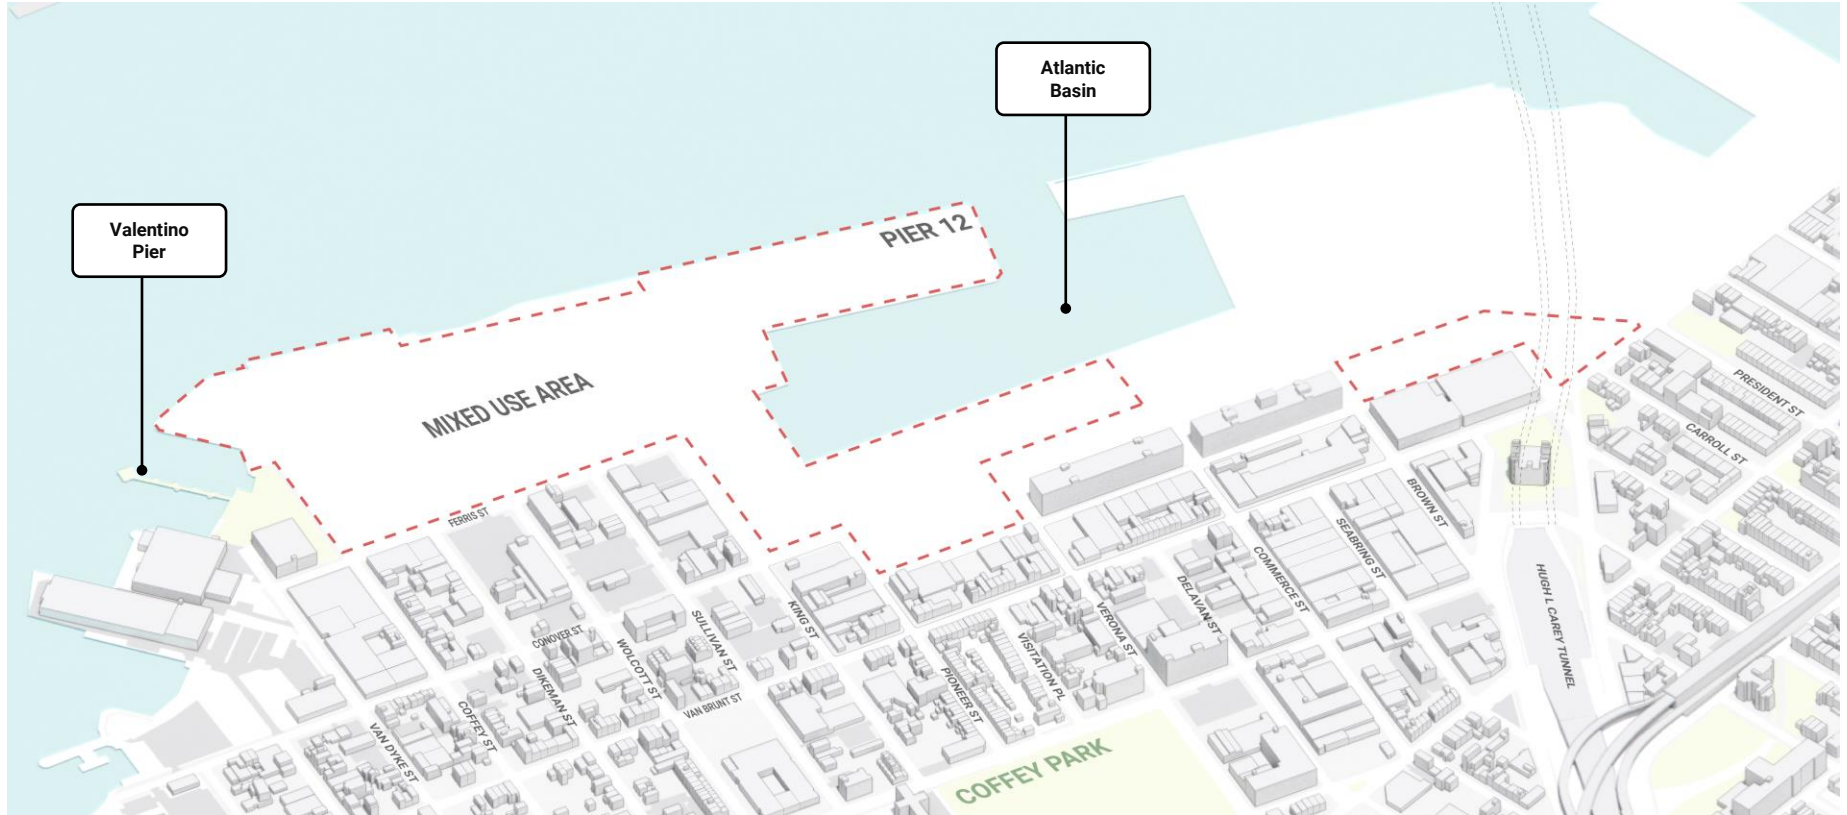 Atlantic
Basin
Valentino
Pier
PIER 12
MIXED USE AREA
PRESIDENT ST
CARROLL ST
BROWN ST
SEABRING ST
COMMERCE ST
DELAVAN ST
VERONA ST
VISITATION PL
PIONEER ST
KING ST
SULLIVAN ST
WOLCOTT ST
DIKEMAN ST
COFFEY ST
VAN DYKE ST
FERRIS ST
CONOVER ST
VAN BRUNT ST
HUGH L CAREY TUNNEL
COFFEY PARK